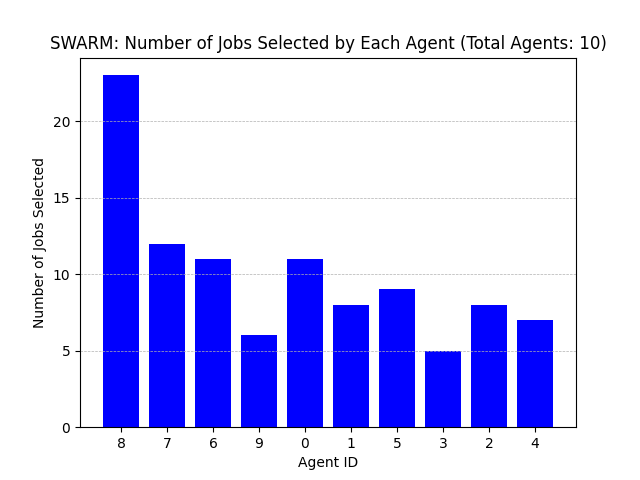 SWARM: Number of Jobs Selected by Each Agent (Total Agents: 10)
Number of Jobs Selected
20
15
10
5
0
8 7 6 9 0 1 5 3 2 4
Agent ID